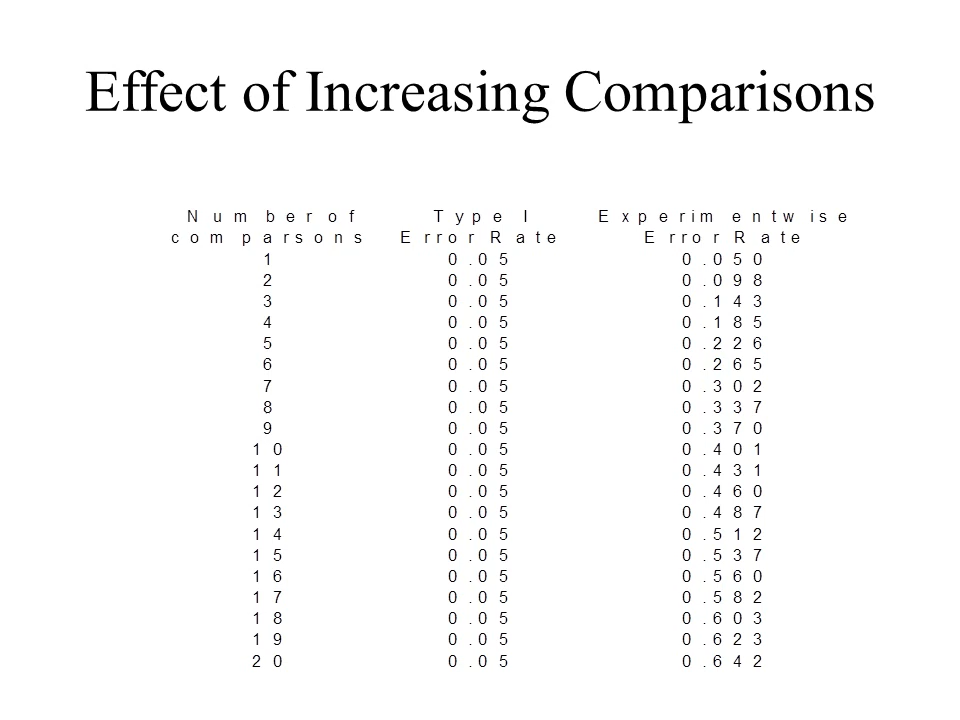 Effect of Increasing Comparisons
Number of Type I Experimentwise
comparsons Error Rate Error Rate
1 0.05 0.050
2 0.05 0.098
3 0.05 0.143
4 0.05 0.185
5 0.05 0.226
6 0.05 0.265
7 0.05 0.302
8 0.05 0.337
9 0.05 0.370
10 0.05 0.401
11 0.05 0.431
12 0.05 0.460
13 0.05 0.487
14 0.05 0.512
15 0.05 0.537
16 0.05 0.560
17 0.05 0.582
18 0.05 0.603
19 0.05 0.623
20 0.05 0.642